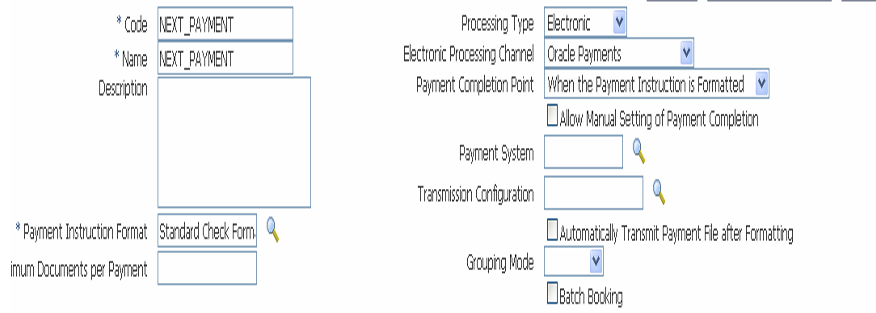 * Code NEXT_PAYMENT
* Name NEXT_PAYMENT
Description
* Payment Instruction Format Standard Check Form
imum Documents per Payment
Processing Type Electronic
Electronic Processing Channel Oracle Payments
Payment Completion Point When the Payment Instruction is Formatted
Allow Manual Setting of Payment Completion
Payment System
Transmission Configuration
Automatically Transmit Payment File after Formatting
Grouping Mode
Batch Booking